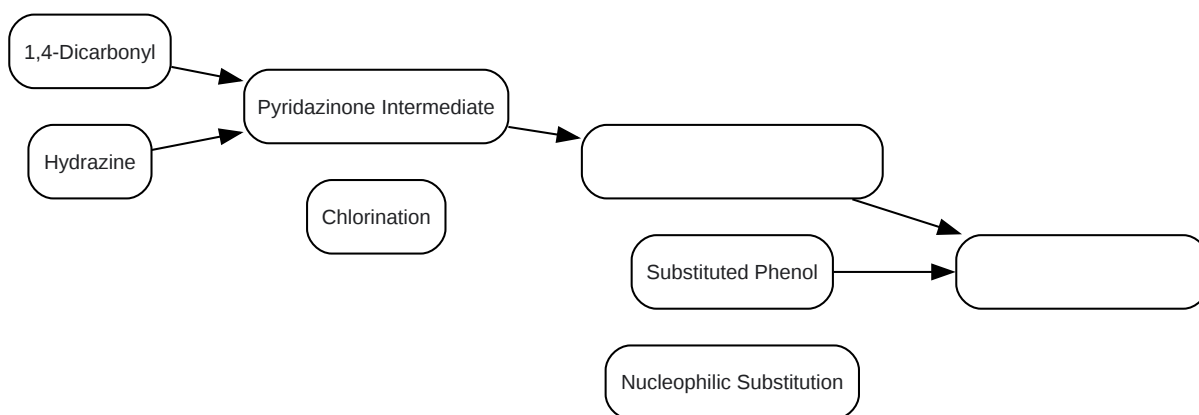 1,4-Dicarbonyl
Pyridazinone Intermediate
Hydrazine
Chlorination
Substituted Phenol
Nucleophilic Substitution